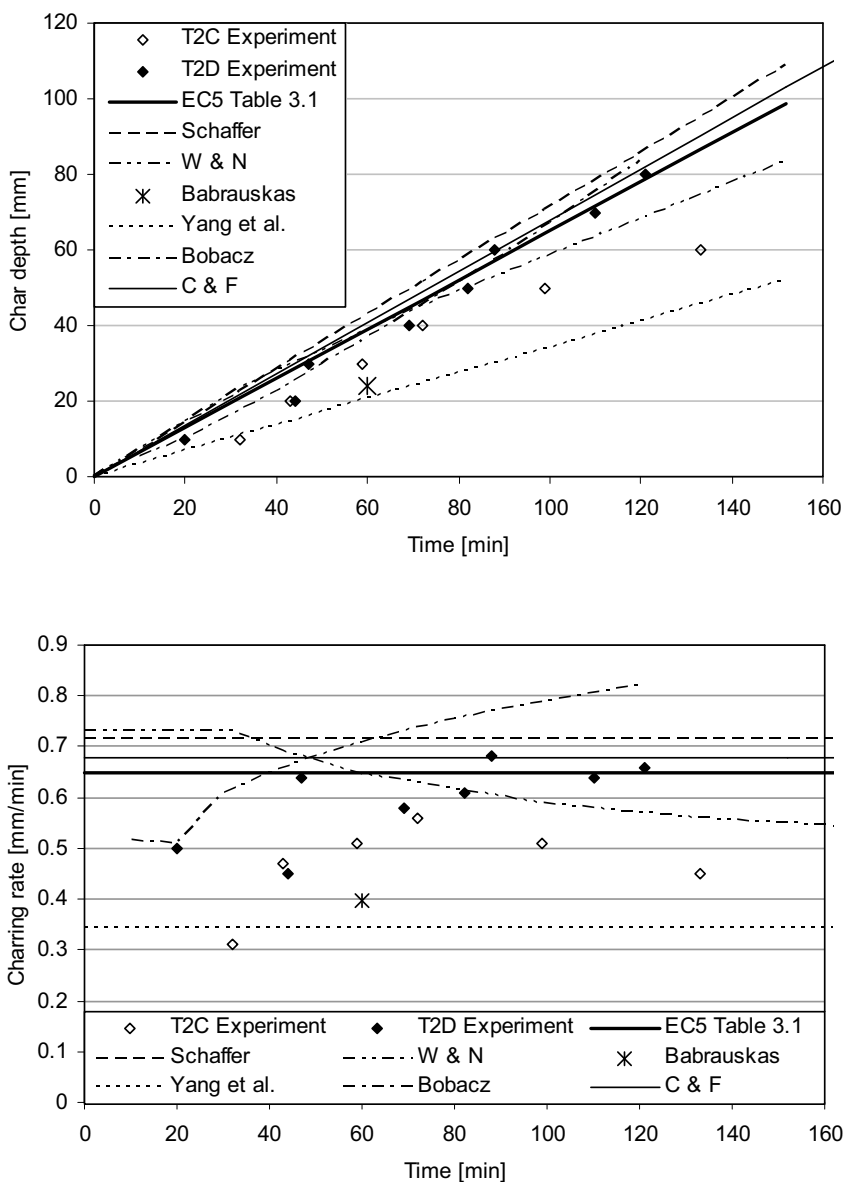 120
100
80
60
40
20
0
Char depth [mm]
T2C Experiment
T2D Experiment
EC5 Table 3.1
Schaffer
W & N
Babrauskas
Yang et al.
Bobacz
C & F
0 20 40 60 80 100 120 140 160
Time [min]
0.9
0.8
0.7
0.6
0.5
0.4
0.3
0.2
0.1
0
Charring rate [mm/min]
T2C Experiment T2D Experiment EC5 Table 3.1
Schaffer W & N Babrauskas
Yang et al. Bobacz C & F
0 20 40 60 80 100 120 140 160
Time [min]